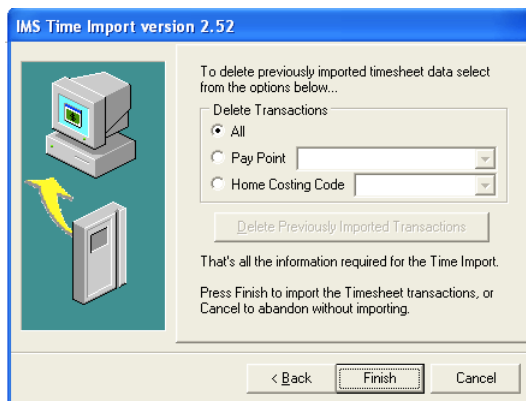 IMS Time Import version 2.52
To delete previously imported timesheet data select
from the options below...
Delete Transactions
All
Pay Point
Home Costing Code
Delete Previously Imported Transactions
That's all the information required for the Time Import.
Press Finish to import the Timesheet transactions, or
Cancel to abandon without importing.
< Back
Finish
Cancel